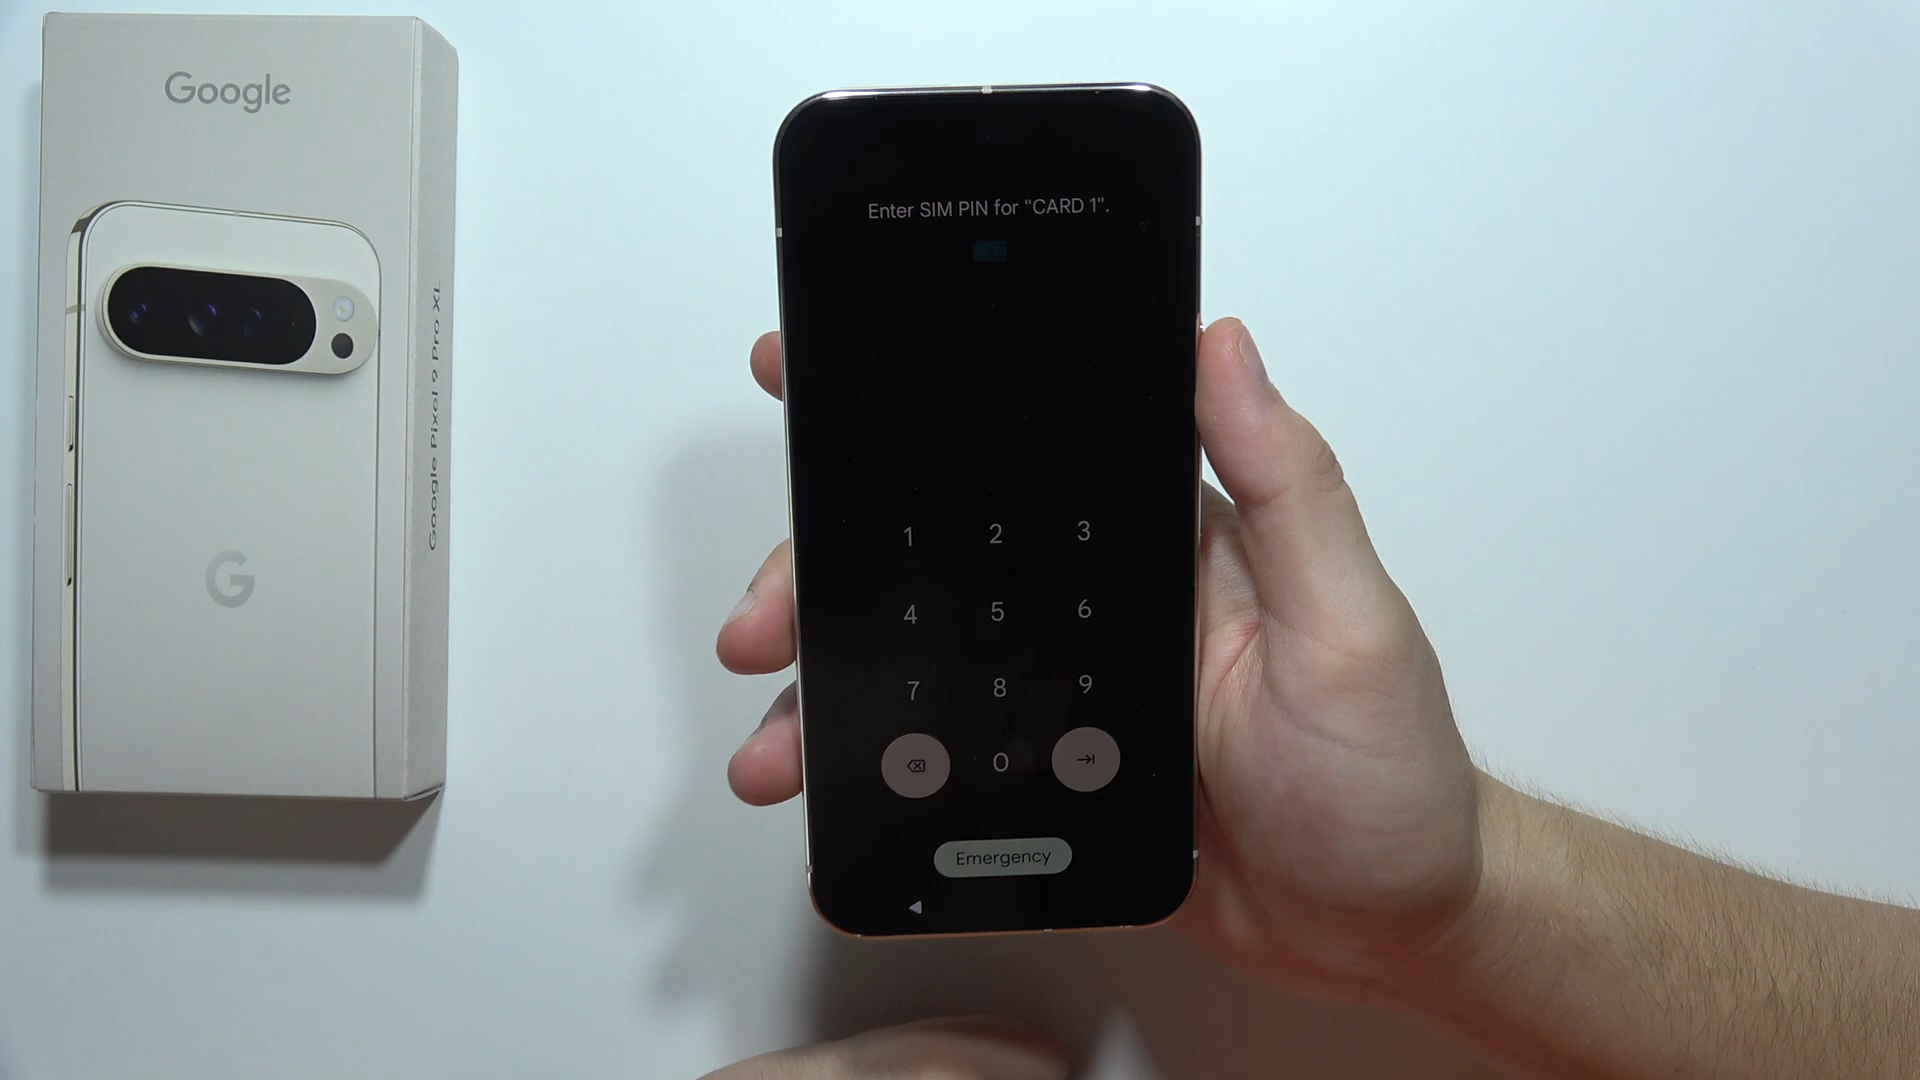 Google
G
Google Pixel 9 Pro XL
Enter SIM PIN for "CARD 1".
1 2 3
4 5 6
7 8 9
0
Emergency